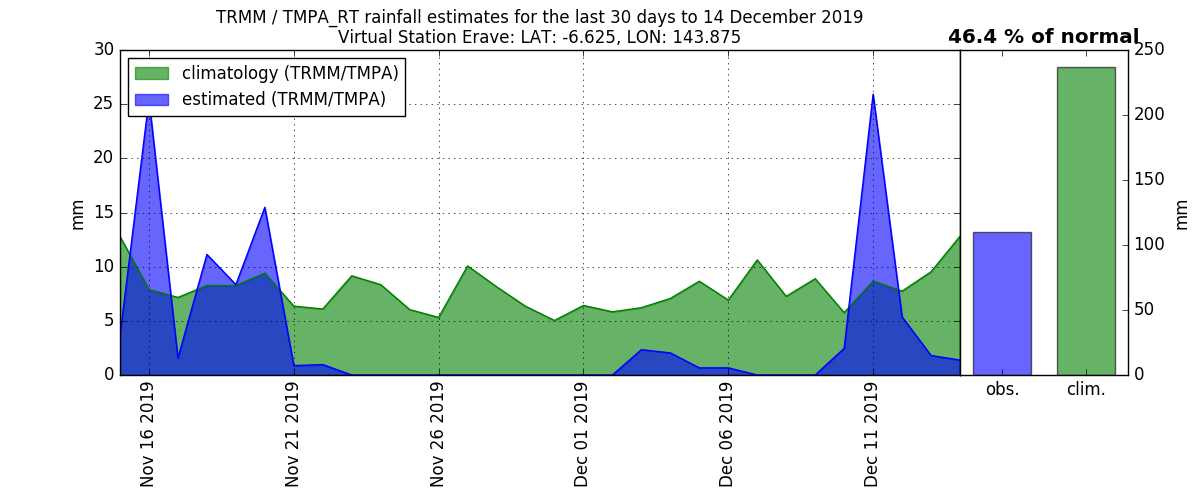 TRMM / TMPA_RT rainfall estimates for the last 30 days to 14 December 2019
Virtual Station Erave: LAT: -6.625, LON: 143.875
46.4 % of normal
climatology (TRMM/TMPA)
estimated (TRMM/TMPA)
30
25
20
15
10
5
0
mm
Nov 16 2019
Nov 21 2019
Nov 26 2019
Dec 01 2019
Dec 06 2019
Dec 11 2019
250
200
150
100
50
0
mm
obs.
clim.